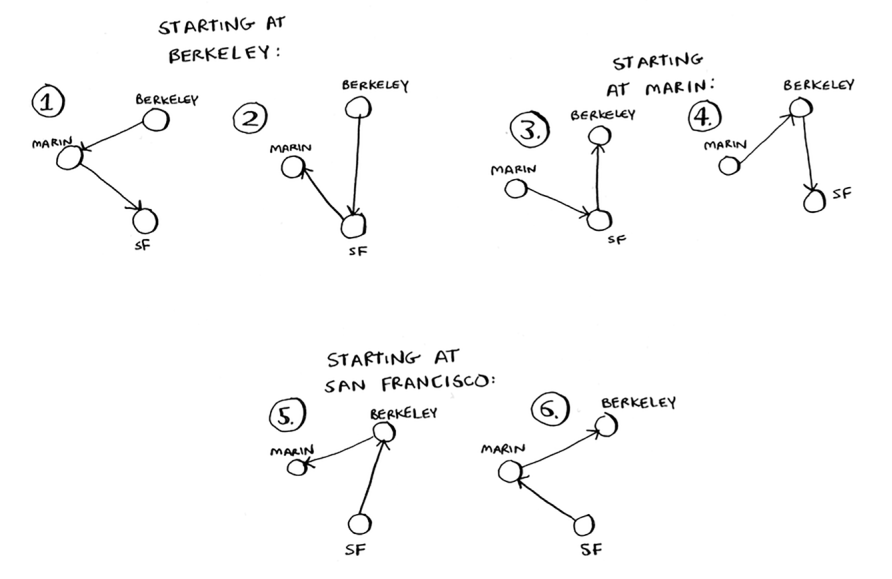 STARTING AT
BERKELEY:
1
BERKELEY
MARIN
SF
2
BERKELEY
MARIN
SF
STARTING
AT MARIN:
3.
BERKELEY
MARIN
SF
4.
BERKELEY
MARIN
SF
STARTING AT
SAN FRANCISCO:
5.
BERKELEY
MARIN
SF
6.
BERKELEY
MARIN
SF